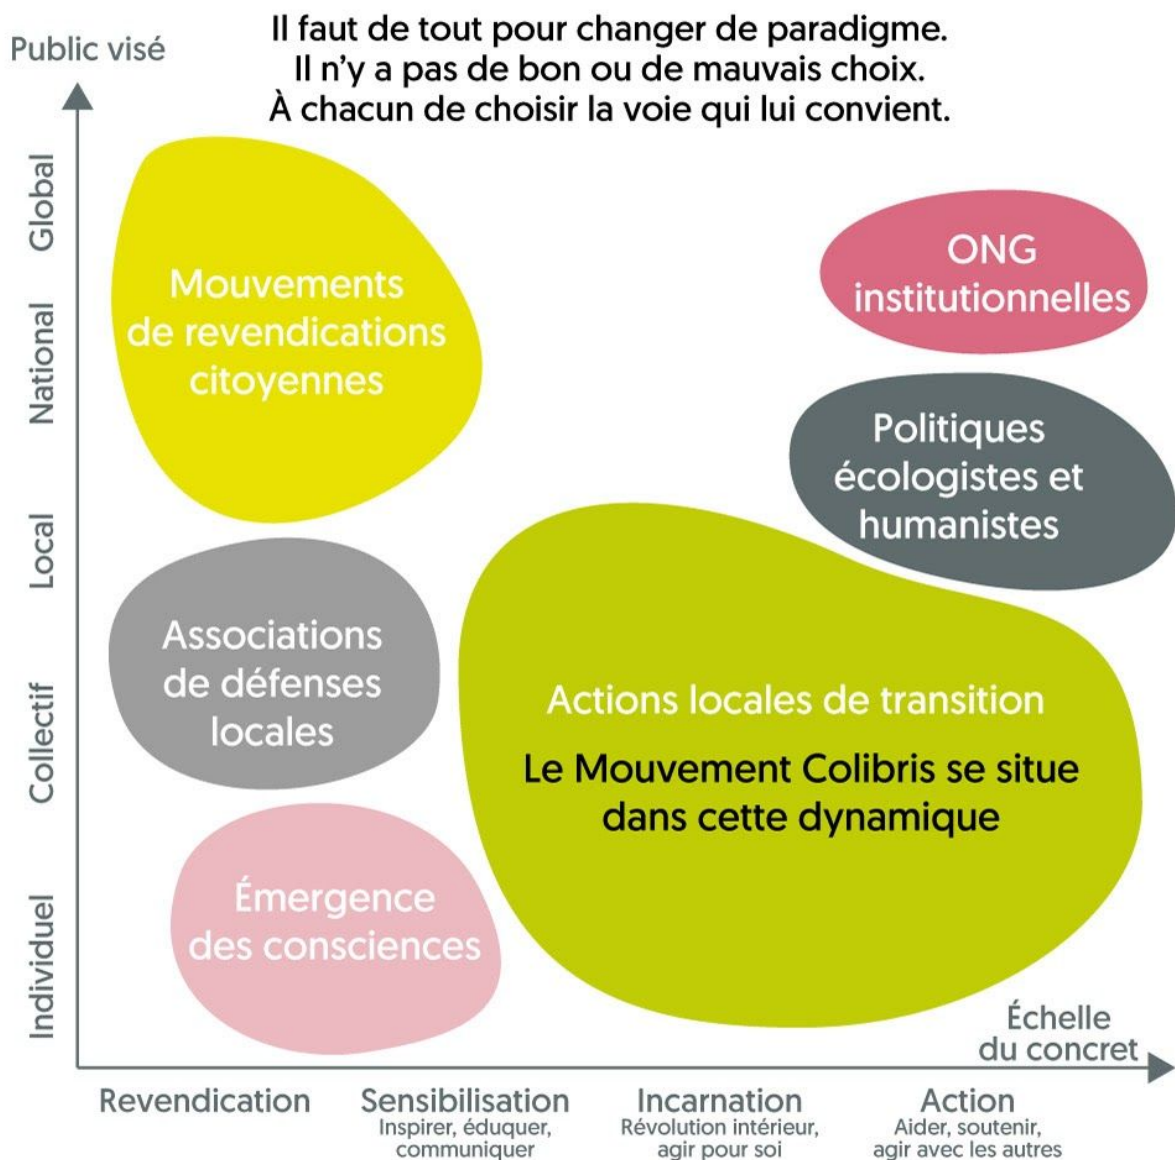 Il faut de tout pour changer de paradigme.
Il n'y a pas de bon ou de mauvais choix.
À chacun de choisir la voie qui lui convient.
Public visé
Global
National
Local
Collectif
Individuel
Mouvements
de revendications
citoyennes
ONG
institutionnelles
Politiques
écologistes et
humanistes
Associations
de défenses
locales
Actions locales de transition
Le Mouvement Colibris se situe
dans cette dynamique
Émergence
des consciences
Échelle
du concret
Revendication
Sensibilisation
Inspirer, éduquer,
communiquer
Incarnation
Révolution intérieur,
agir pour soi
Action
Aider, soutenir,
agir avec les autres